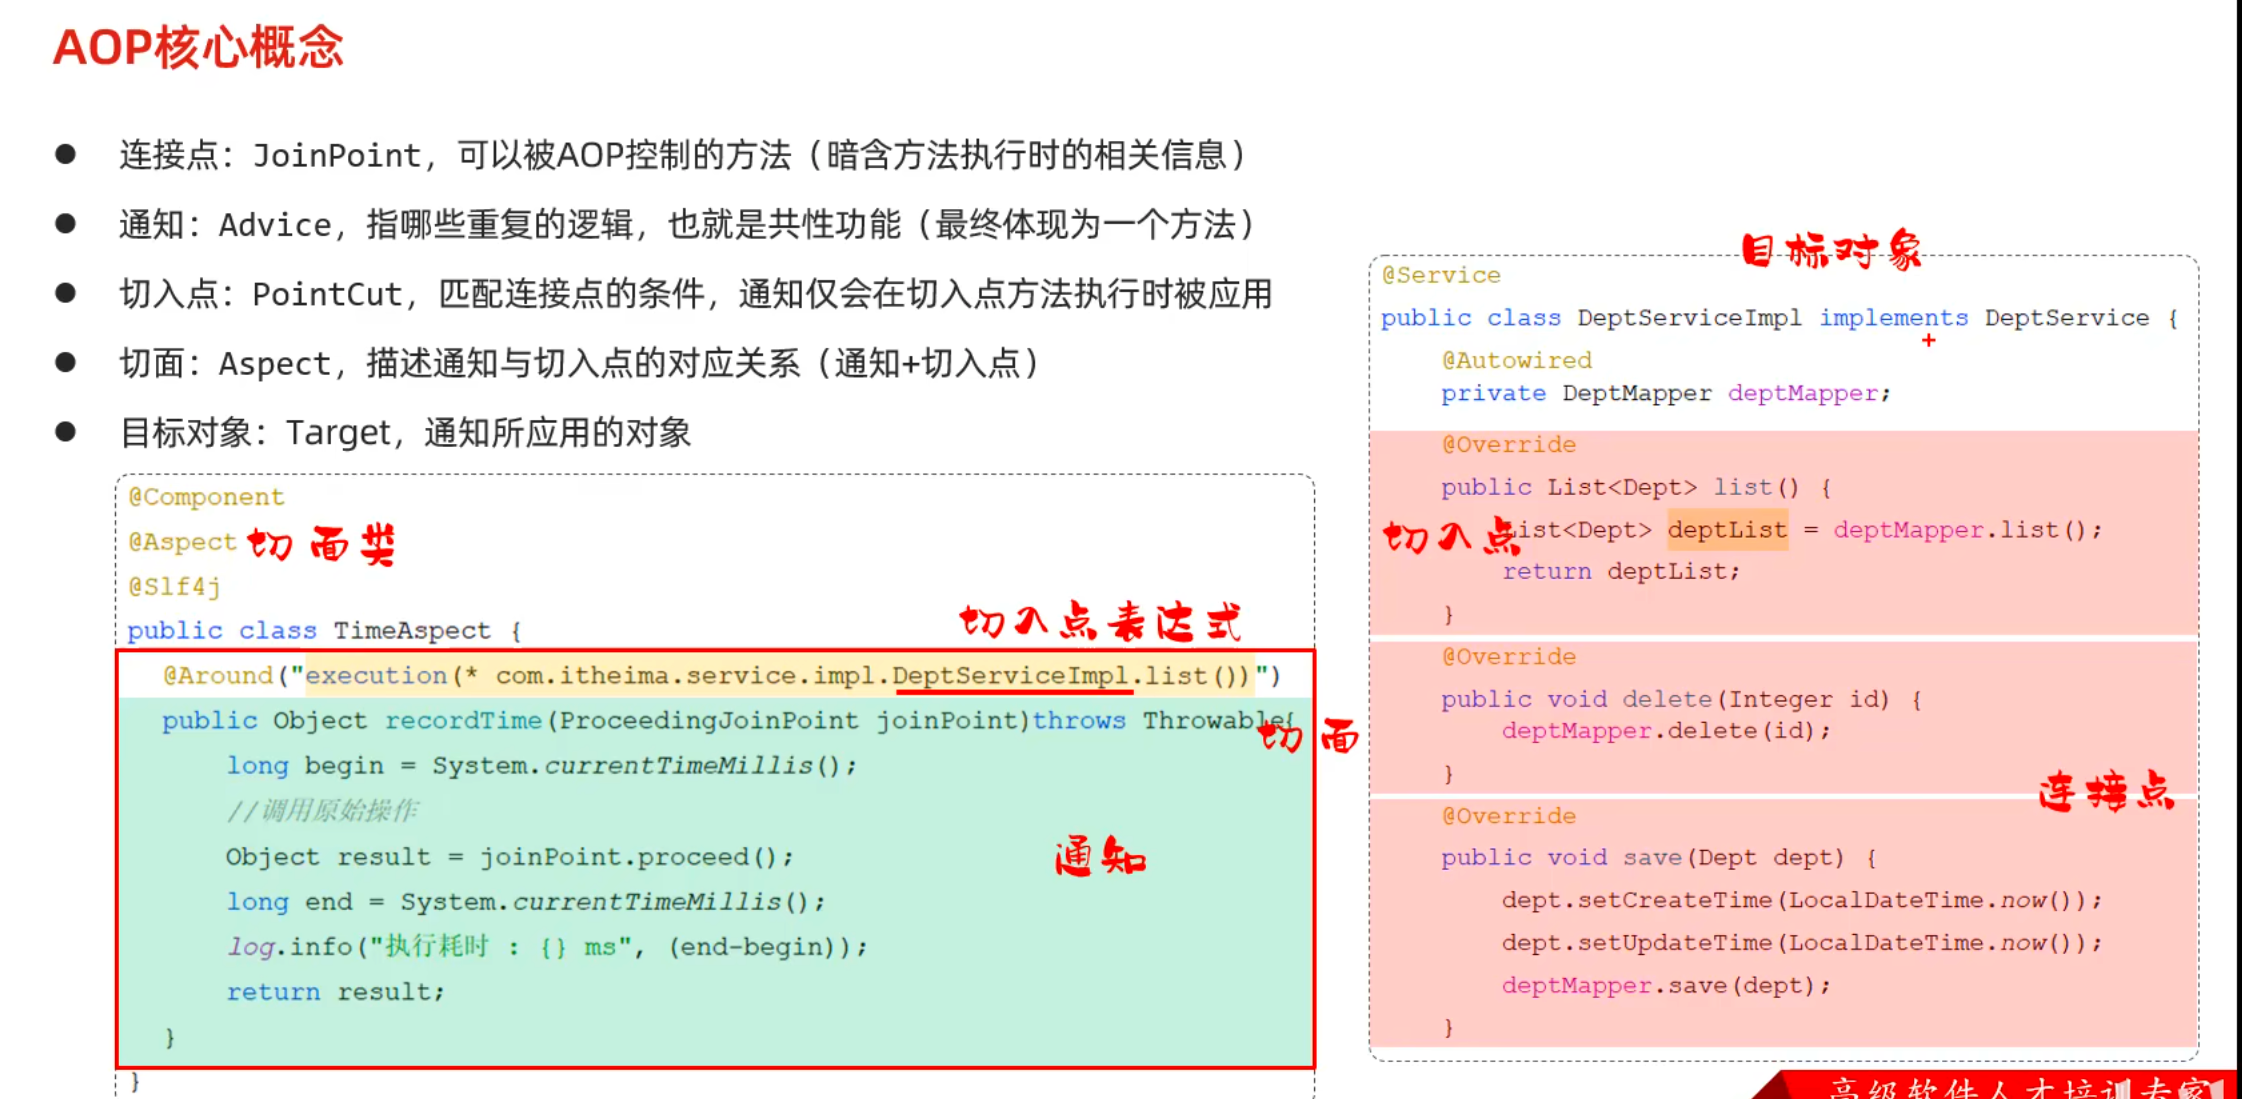 AOP核心概念
● 连接点：JoinPoint，可以被AOP控制的方法（暗含方法执行时的相关信息）
● 通知：Advice，指哪些重复的逻辑，也就是共性功能（最终体现为一个方法）
● 切入点：PointCut，匹配连接点的条件，通知仅会在切入点方法执行时被应用
● 切面：Aspect，描述通知与切入点的对应关系（通知+切入点）
● 目标对象：Target，通知所应用的对象
@Component
@Aspect 切面类
@Slf4j
public class TimeAspect {
切入点表达式
@Around("execution(* com.itheima.service.impl.DeptServiceImpl.list())")
public Object recordTime(ProceedingJoinPoint joinPoint)throws Throwable{
切面
long begin = System.currentTimeMillis();
//调用原始操作
Object result = joinPoint.proceed();
通知
long end = System.currentTimeMillis();
log.info("执行耗时 : {} ms", (end-begin));
return result;
}
}
目标对象
@Service
public class DeptServiceImpl implements DeptService {
@Autowired
private DeptMapper deptMapper;
@Override
public List<Dept> list() {
切入点
List<Dept> deptList = deptMapper.list();
return deptList;
}
@Override
public void delete(Integer id) {
deptMapper.delete(id);
}
连接点
@Override
public void save(Dept dept) {
dept.setCreateTime(LocalDateTime.now());
dept.setUpdateTime(LocalDateTime.now());
deptMapper.save(dept);
}
高级软件人才培训专家